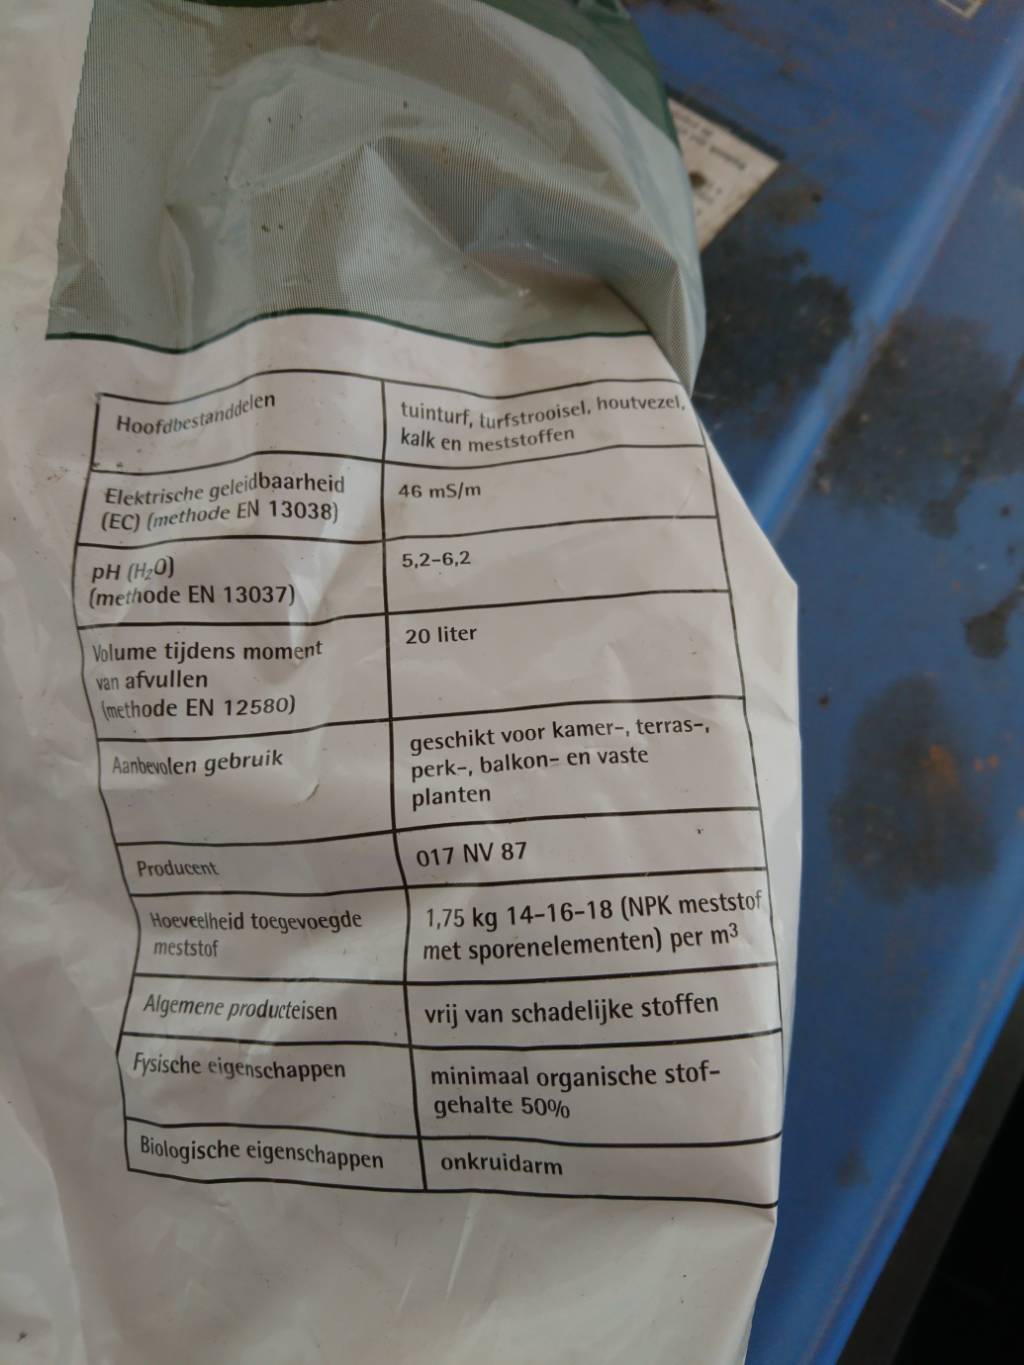 Hoofdbestanddelen
tuinturf, turfstrooisel, houtvezel,
kalk en meststoffen
Elektrische geleidbaarheid
(EC) (methode EN 13038)
46 mS/m
pH (H₂O)
(methode EN 13037)
5,2-6,2
Volume tijdens moment
van afvullen
(methode EN 12580)
20 liter
Aanbevolen gebruik
geschikt voor kamer-, terras-,
perk-, balkon- en vaste
planten
Producent
017 NV 87
Hoeveelheid toegevoegde
meststof
1,75 kg 14-16-18 (NPK meststof
met sporenelementen) per m³
Algemene producteisen
vrij van schadelijke stoffen
Fysische eigenschappen
minimaal organische stof-
gehalte 50%
Biologische eigenschappen
onkruidarm